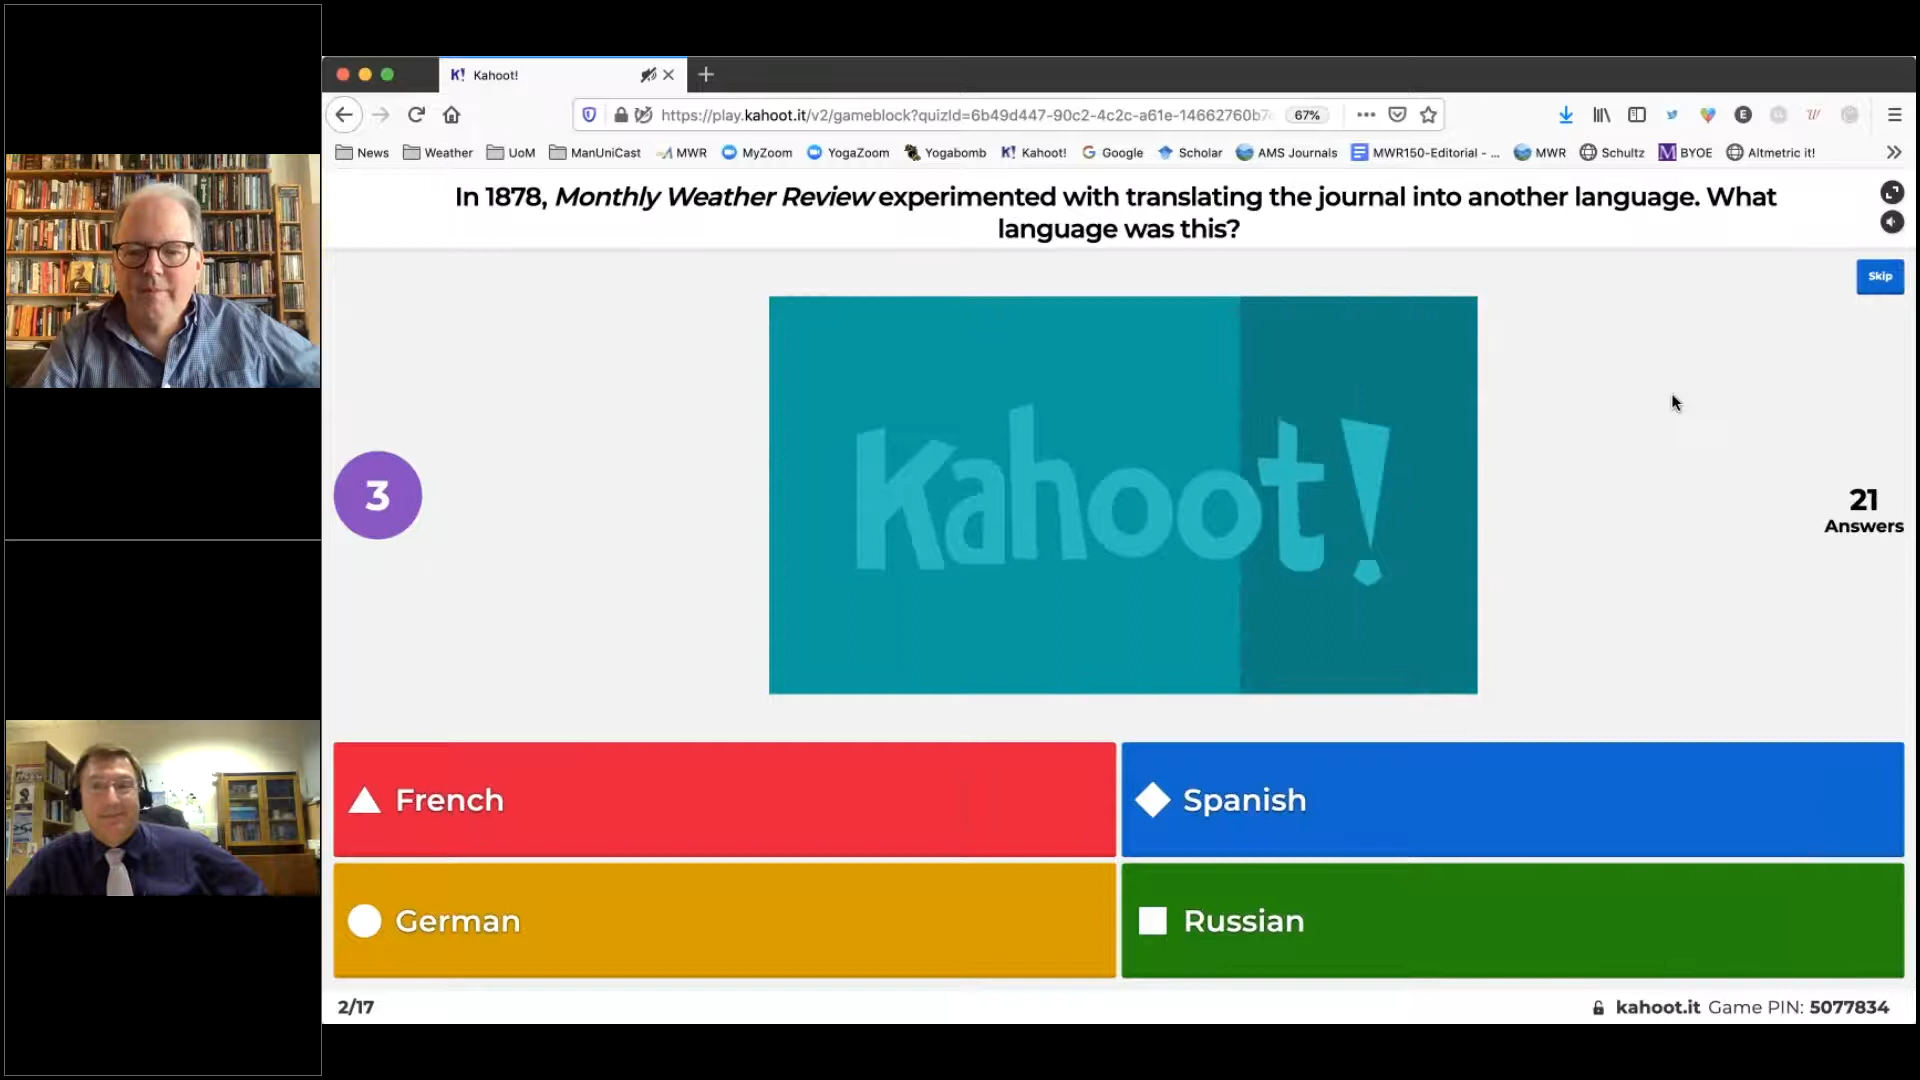 K! Kahoot!
https://play.kahoot.it/v2/gameblock?quizId=6b49d447-90c2-4c2c-a61e-14662760b7
67%
News Weather UoM ManUniCast MWR MyZoom YogaZoom Yogabomb K! Kahoot! Google Scholar AMS Journals MWR150-Editorial - ... MWR Schultz BYOE Altmetric it!
In 1878, Monthly Weather Review experimented with translating the journal into another language. What
language was this?
Skip
Kahoot!
3
21
Answers
French
Spanish
German
Russian
2/17
kahoot.it Game PIN: 5077834